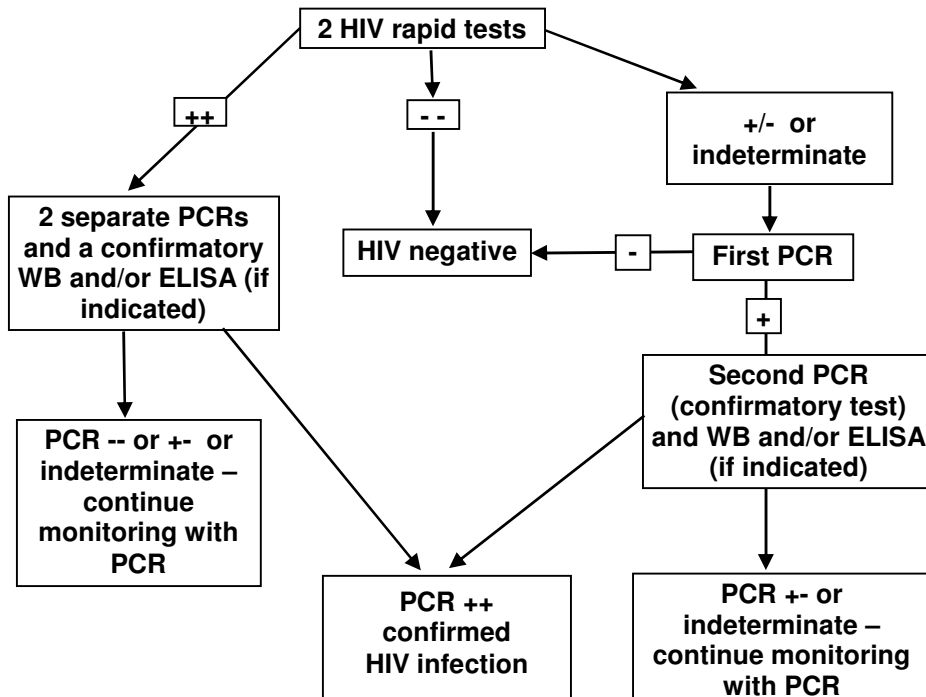 2 HIV rapid tests
++
- -
+/- or
indeterminate
2 separate PCRs
and a confirmatory
WB and/or ELISA (if
indicated)
HIV negative
-
First PCR
+
Second PCR
(confirmatory test)
and WB and/or ELISA
(if indicated)
PCR -- or +- or
indeterminate –
continue
monitoring with
PCR
PCR ++
confirmed
HIV infection
PCR +- or
indeterminate –
continue monitoring
with PCR